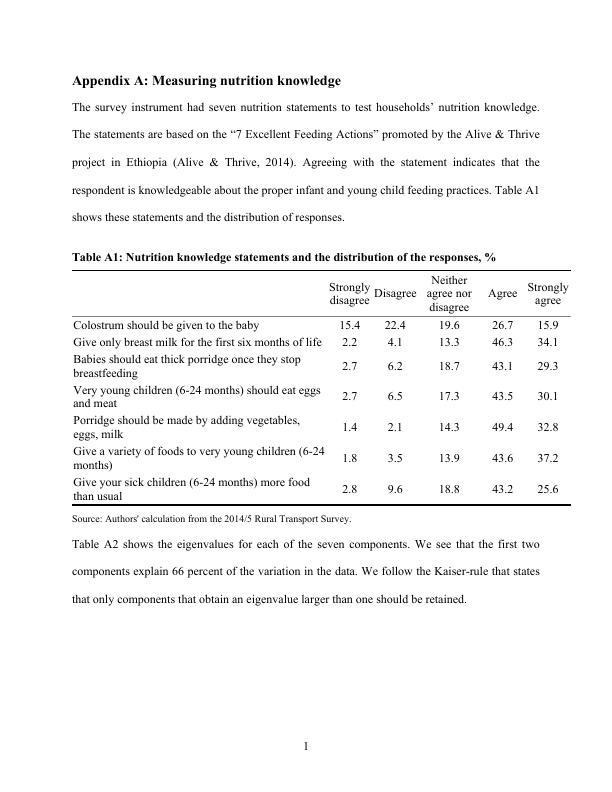 Appendix A: Measuring nutrition knowledge
The survey instrument had seven nutrition statements to test households’ nutrition knowledge.
The statements are based on the “7 Excellent Feeding Actions” promoted by the Alive & Thrive
project in Ethiopia (Alive & Thrive, 2014). Agreeing with the statement indicates that the
respondent is knowledgeable about the proper infant and young child feeding practices. Table A1
shows these statements and the distribution of responses.
Table A1: Nutrition knowledge statements and the distribution of the responses, %
Strongly disagree Disagree Neither agree nor disagree Agree Strongly agree
Colostrum should be given to the baby 15.4 22.4 19.6 26.7 15.9
Give only breast milk for the first six months of life 2.2 4.1 13.3 46.3 34.1
Babies should eat thick porridge once they stop
breastfeeding 2.7 6.2 18.7 43.1 29.3
Very young children (6-24 months) should eat eggs
and meat 2.7 6.5 17.3 43.5 30.1
Porridge should be made by adding vegetables,
eggs, milk 1.4 2.1 14.3 49.4 32.8
Give a variety of foods to very young children (6-24
months) 1.8 3.5 13.9 43.6 37.2
Give your sick children (6-24 months) more food
than usual 2.8 9.6 18.8 43.2 25.6
Source: Authors' calculation from the 2014/5 Rural Transport Survey.
Table A2 shows the eigenvalues for each of the seven components. We see that the first two
components explain 66 percent of the variation in the data. We follow the Kaiser-rule that states
that only components that obtain an eigenvalue larger than one should be retained.
1